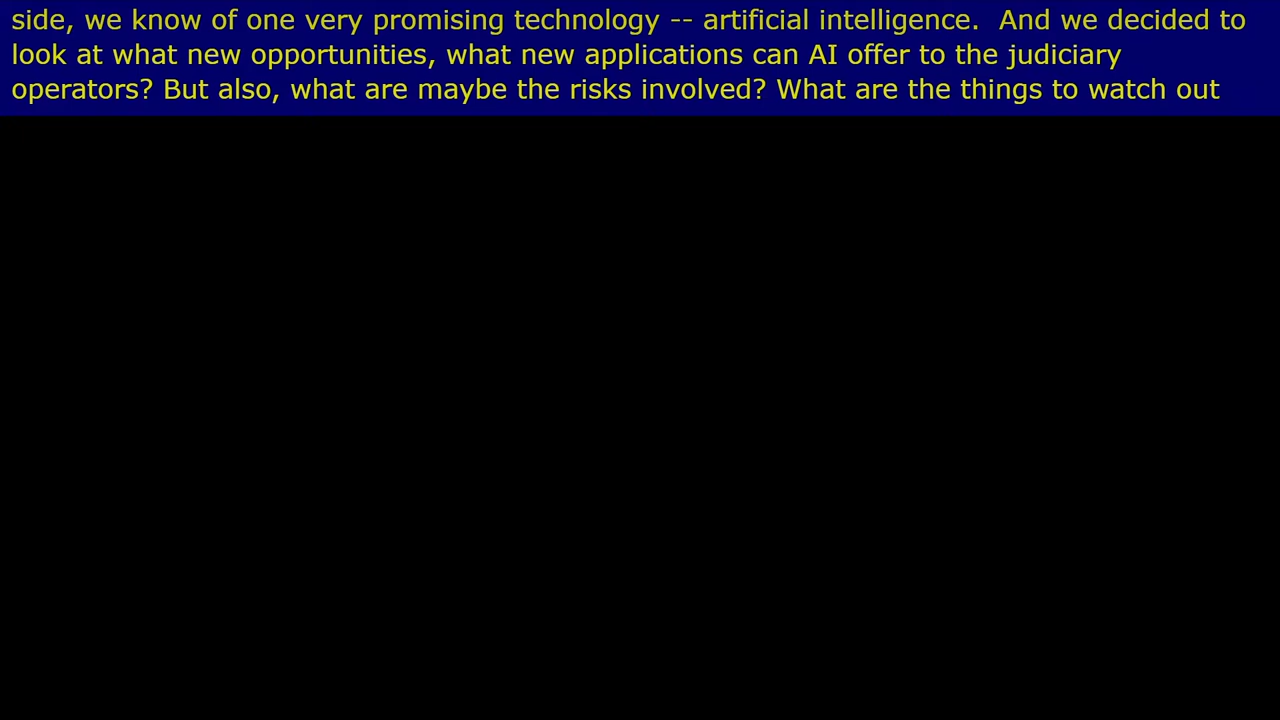 side, we know of one very promising technology -- artificial intelligence.  And we decided to
look at what new opportunities, what new applications can AI offer to the judiciary
operators? But also, what are maybe the risks involved? What are the things to watch out